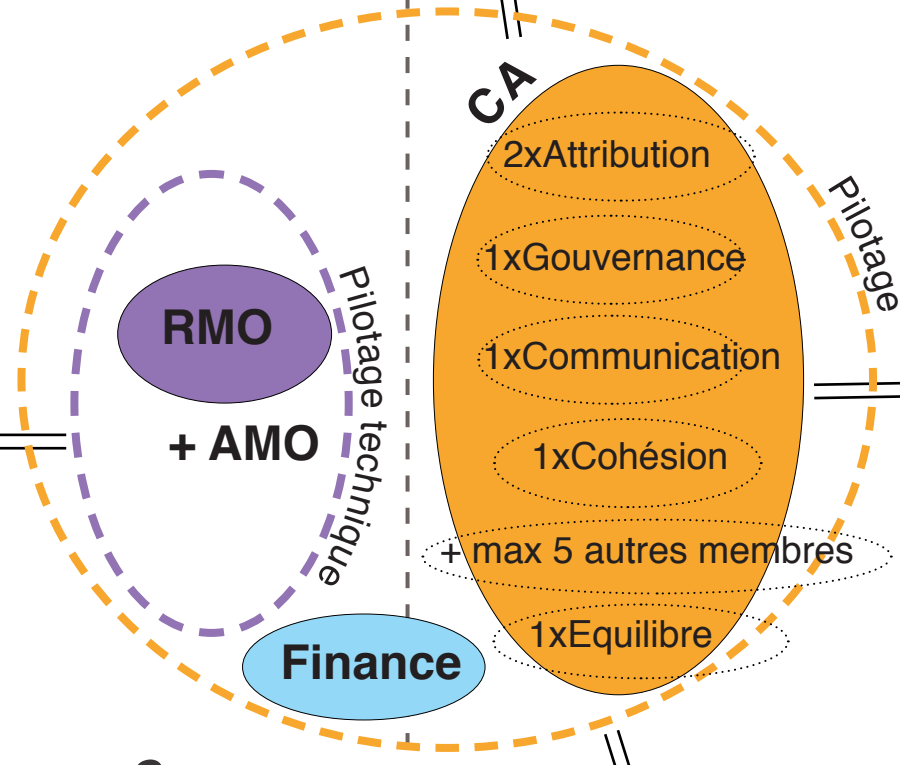 CA
2xAttribution
1xGouvernance
1xCommunication
1xCohésion
+ max 5 autres membres
1xEquilibre
Pilotage
RMO
+ AMO
Pilotage technique
Finance